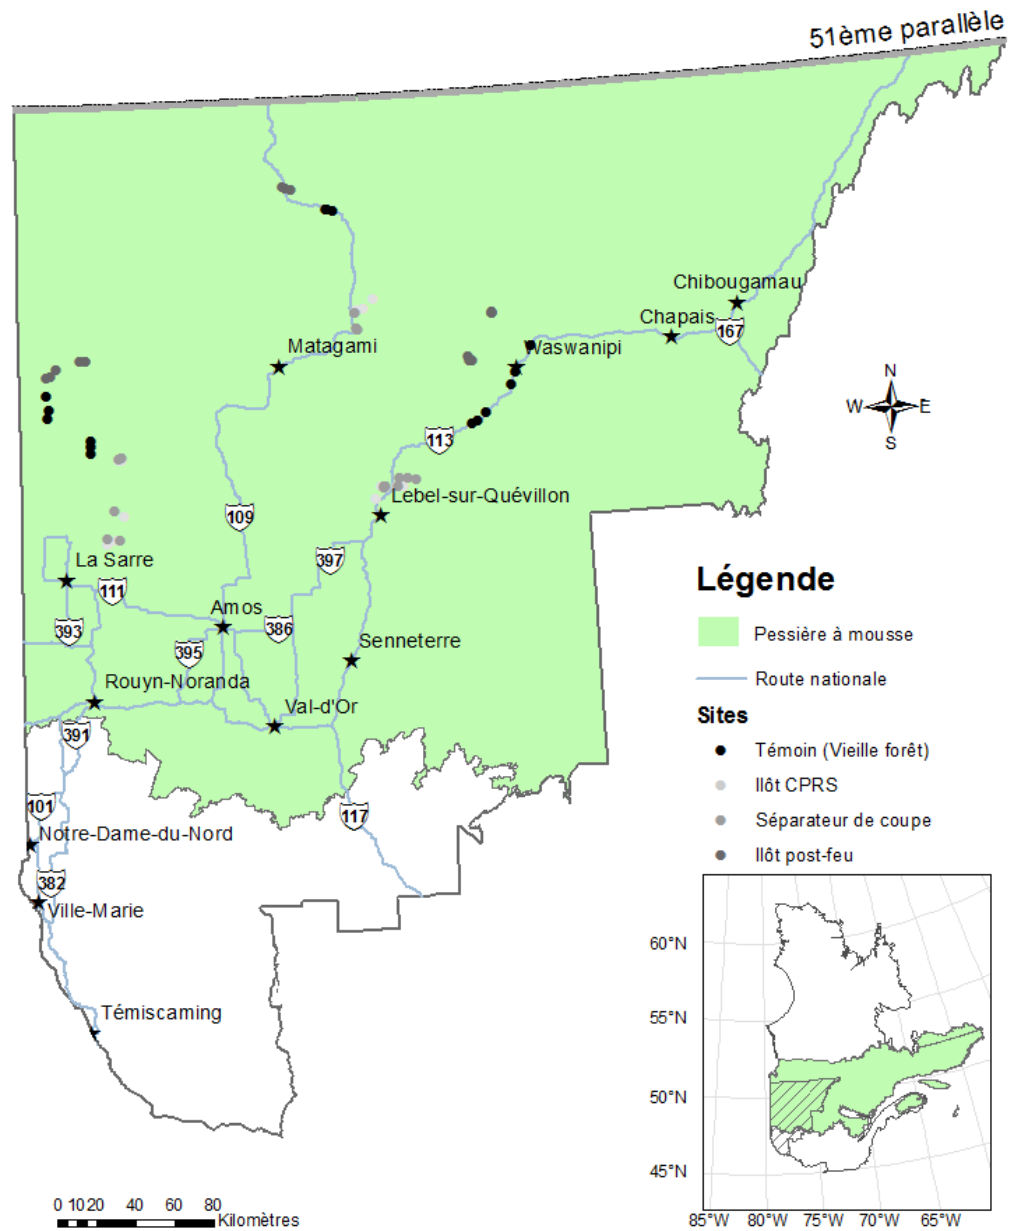 51ème parallèle
Chibougamau
Chapais
167
Matagami
Waswanipi
N
W E
S
113
Lebel-sur-Quévillon
109
397
La Sarre
111
Amos
393
386
395
Senneterre
Rouyn-Noranda
Val-d'Or
391
101
117
Notre-Dame-du-Nord
382
Ville-Marie
Témiscaming
Légende
Pessière à mousse
Route nationale
Sites
Témoin (Vieille forêt)
Ilôt CPRS
Séparateur de coupe
Ilôt post-feu
60°N
55°N
50°N
45°N
85°W 80°W 75°W 70°W 65°W
0 10 20 40 60 80
Kilomètres